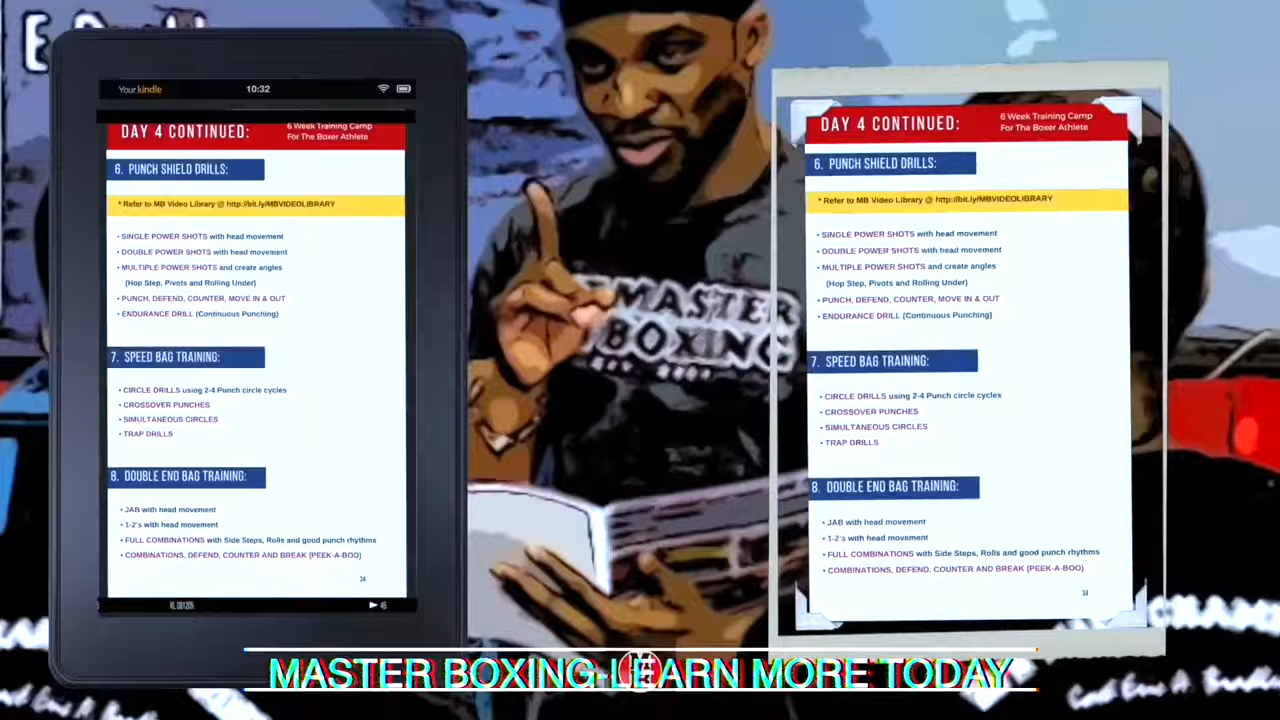 Your kindle
10:32
DAY 4 CONTINUED:
6 Week Training Camp
For The Boxer Athlete
6. PUNCH SHIELD DRILLS:
* Refer to MB Video Library @ http://bit.ly/MBVIDEOLIBRARY
• SINGLE POWER SHOTS with head movement
• DOUBLE POWER SHOTS with head movement
• MULTIPLE POWER SHOTS and create angles
(Hop Step, Pivots and Rolling Under)
• PUNCH, DEFEND, COUNTER, MOVE IN & OUT
• ENDURANCE DRILL (Continuous Punching)
7. SPEED BAG TRAINING:
• CIRCLE DRILLS using 2-4 Punch circle cycles
• CROSSOVER PUNCHES
• SIMULTANEOUS CIRCLES
• TRAP DRILLS
8. DOUBLE END BAG TRAINING:
• JAB with head movement
• 1-2's with head movement
• FULL COMBINATIONS with Side Steps, Rolls and good punch rhythms
• COMBINATIONS, DEFEND, COUNTER AND BREAK (PEEK-A-BOO)
34
MASTER
BOXING
DAY 4 CONTINUED:
6 Week Training Camp
For The Boxer Athlete
6. PUNCH SHIELD DRILLS:
* Refer to MB Video Library @ http://bit.ly/MBVIDEOLIBRARY
• SINGLE POWER SHOTS with head movement
• DOUBLE POWER SHOTS with head movement
• MULTIPLE POWER SHOTS and create angles
(Hop Step, Pivots and Rolling Under)
• PUNCH, DEFEND, COUNTER, MOVE IN & OUT
• ENDURANCE DRILL (Continuous Punching)
7. SPEED BAG TRAINING:
• CIRCLE DRILLS using 2-4 Punch circle cycles
• CROSSOVER PUNCHES
• SIMULTANEOUS CIRCLES
• TRAP DRILLS
8. DOUBLE END BAG TRAINING:
• JAB with head movement
• 1-2's with head movement
• FULL COMBINATIONS with Side Steps, Rolls and good punch rhythms
• COMBINATIONS, DEFEND, COUNTER AND BREAK (PEEK-A-BOO)
34
MASTER BOXING-LEARN MORE TODAY